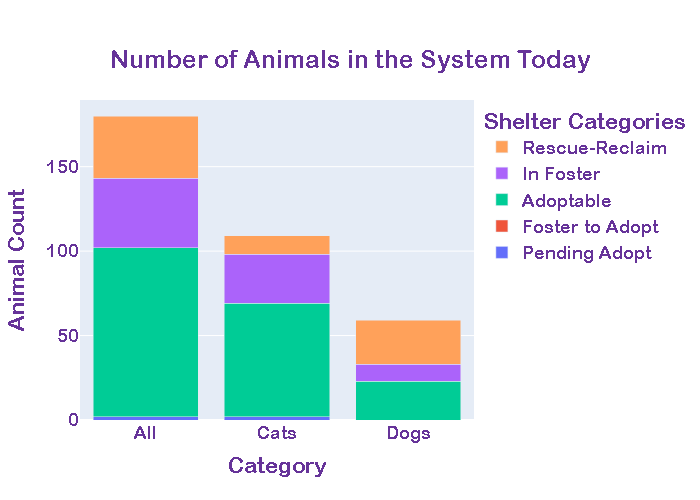 Number of Animals in the System Today
Shelter Categories
Rescue-Reclaim
In Foster
Adoptable
Foster to Adopt
Pending Adopt
Animal Count
150
100
50
0
All
Cats
Dogs
Category